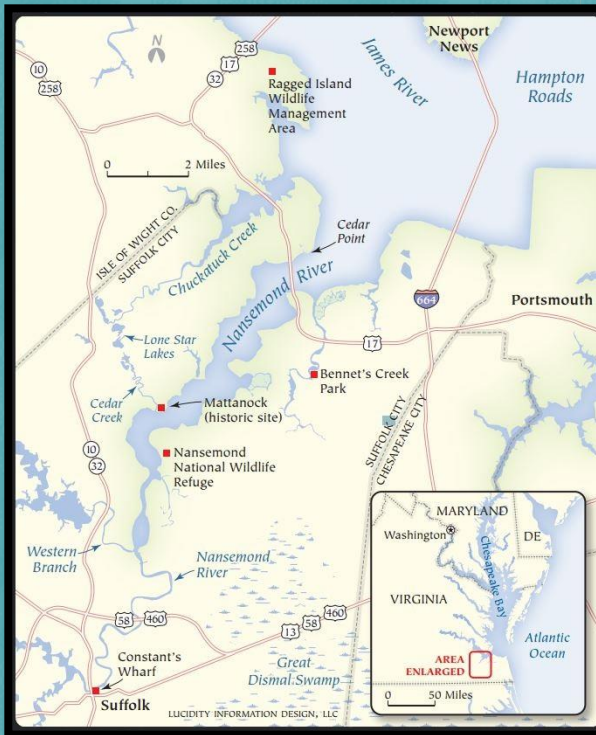 Newport
News
258
17
10
32
258
N
Ragged Island
Wildlife
Management
Area
James River
Hampton
Roads
0 2 Miles
ISLE OF WIGHT CO.
SUFFOLK CITY
Chuckatuck Creek
Cedar
Point
Nansemond River
664
Portsmouth
17
Lone Star
Lakes
Bennet's Creek
Park
Cedar
Creek
Mattanock
(historic site)
SUFFOLK CITY
CHESAPEAKE CITY
10
32
Nansemond
National Wildlife
Refuge
Western
Branch
Nansemond
River
58
460
13
58
460
Constant's
Wharf
Suffolk
Great
Dismal Swamp
LUCIDITY INFORMATION DESIGN, LLC
MARYLAND
Washington
DE
Chesapeake Bay
VIRGINIA
AREA
ENLARGED
Atlantic
Ocean
0 50 Miles